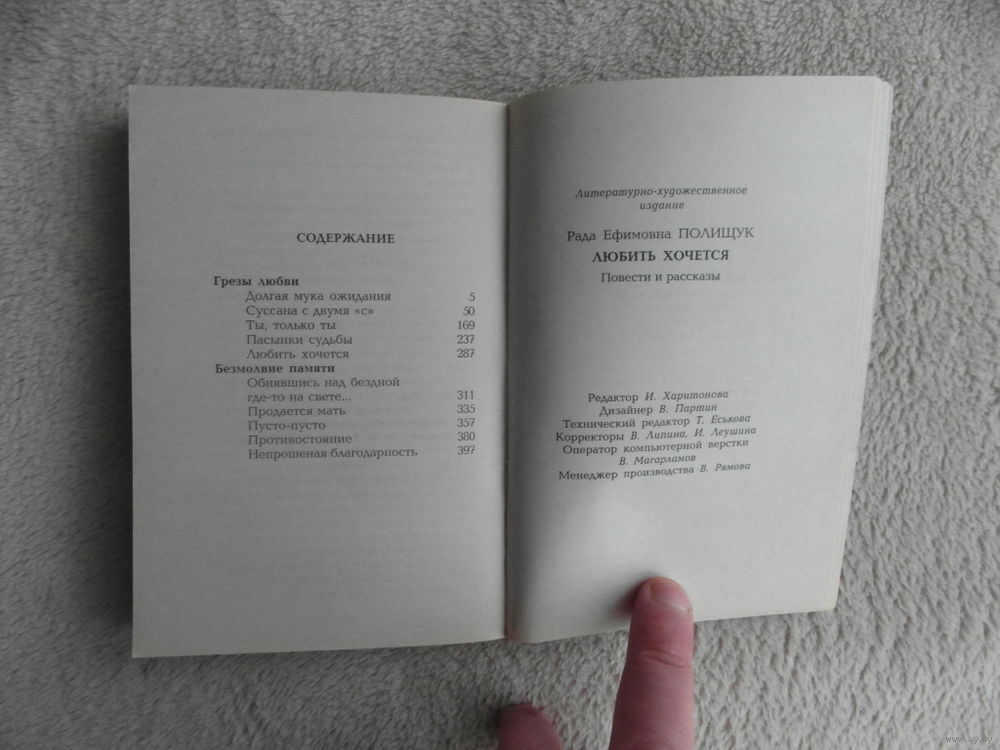 СОДЕРЖАНИЕ
Грезы любви
Долгая мука ожидания 5
Суссана с двумя «с» 50
Ты, только ты 169
Пасынки судьбы 237
Любить хочется 287
Безмолвие памяти
Обнявшись над бездной
где-то на свете... 311
Продается мать 335
Пусто-пусто 357
Противостояние 380
Непрошеная благодарность 397
Литературно-художественное
издание
Рада Ефимовна ПОЛИЩУК
ЛЮБИТЬ ХОЧЕТСЯ
Повести и рассказы
Редактор И. Харитонова
Дизайнер В. Партин
Технический редактор Т. Еськова
Корректоры В. Липина, И. Леушина
Оператор компьютерной верстки
В. Магарламов
Менеджер производства В. Рямова
www.ay.by